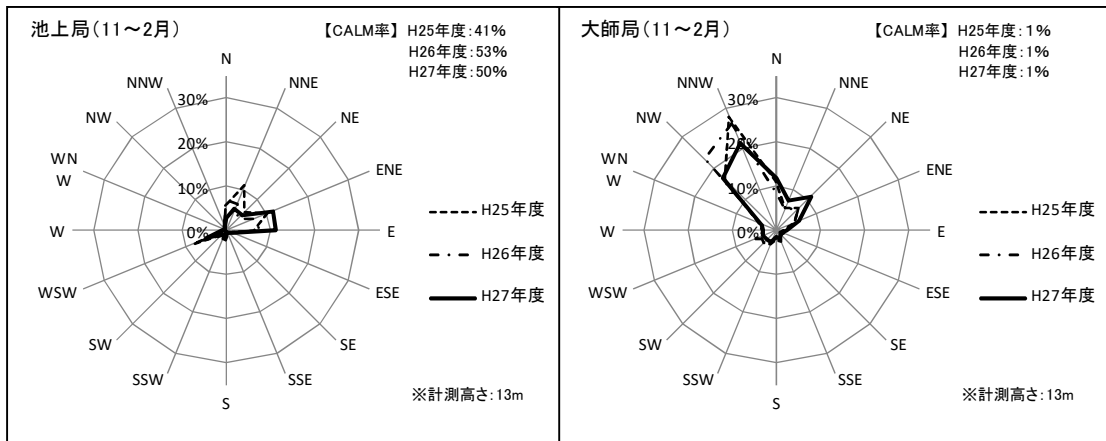 池上局(11～2月)
【CALM率】 H25年度:41%
H26年度:53%
H27年度:50%
N
NNE
NE
ENE
E
ESE
SE
SSE
S
SSW
SW
WSW
W
WN
W
NW
NNW
30%
20%
10%
0%
H25年度
H26年度
H27年度
※計測高さ:13m
大師局(11～2月)
【CALM率】 H25年度:1%
H26年度:1%
H27年度:1%
N
NNE
NE
ENE
E
ESE
SE
SSE
S
SSW
SW
WSW
W
WN
W
NW
NNW
30%
20%
10%
0%
H25年度
H26年度
H27年度
※計測高さ:13m